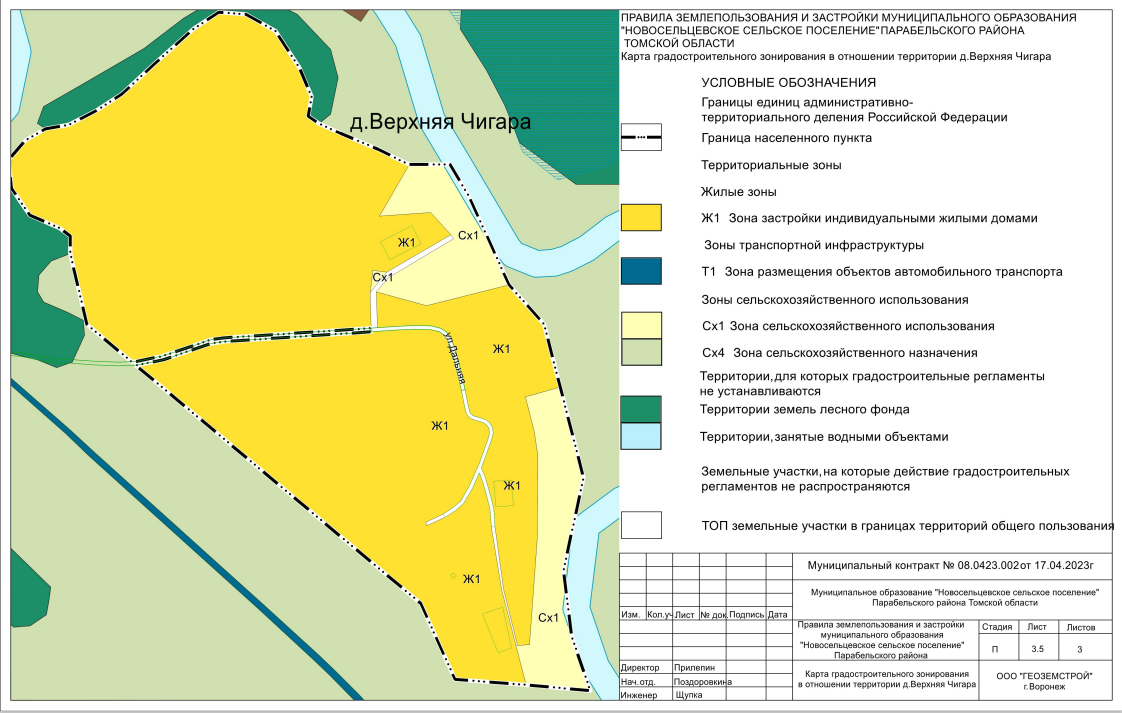 ПРАВИЛА ЗЕМЛЕПОЛЬЗОВАНИЯ И ЗАСТРОЙКИ МУНИЦИПАЛЬНОГО ОБРАЗОВАНИЯ
"НОВОСЕЛЬЦЕВСКОЕ СЕЛЬСКОЕ ПОСЕЛЕНИЕ" ПАРАБЕЛЬСКОГО РАЙОНА
ТОМСКОЙ ОБЛАСТИ
Карта градостроительного зонирования в отношении территории д.Верхняя Чигара
УСЛОВНЫЕ ОБОЗНАЧЕНИЯ
Границы единиц административно-
территориального деления Российской Федерации
Граница населенного пункта
Территориальные зоны
Жилые зоны
Ж1 Зона застройки индивидуальными жилыми домами
Зоны транспортной инфраструктуры
Т1 Зона размещения объектов автомобильного транспорта
Зоны сельскохозяйственного использования
Сх1 Зона сельскохозяйственного использования
Сх4 Зона сельскохозяйственного назначения
Территории, для которых градостроительные регламенты
не устанавливаются
Территории земель лесного фонда
Территории, занятые водными объектами
Земельные участки, на которые действие градостроительных
регламентов не распространяются
ТОП земельные участки в границах территорий общего пользования
д.Верхняя Чигара
Сх1
Ж1
Сх1
ул.Дальняя
Ж1
Ж1
Ж1
Ж1
Сх1
Муниципальный контракт № 08.0423.002от 17.04.2023г
Муниципальное образование "Новосельцевское сельское поселение"
Парабельского района Томской области
Изм. Кол.уч Лист № док. Подпись Дата
Правила землепользования и застройки
муниципального образования
"Новосельцевское сельское поселение"
Парабельского района
Стадия Лист Листов
П 3.5 3
Директор Прилепин
Нач.отд. Поздоровкина
Инженер Щупка
Карта градостроительного зонирования
в отношении территории д.Верхняя Чигара
ООО "ГЕОЗЕМСТРОЙ"
г.Воронеж